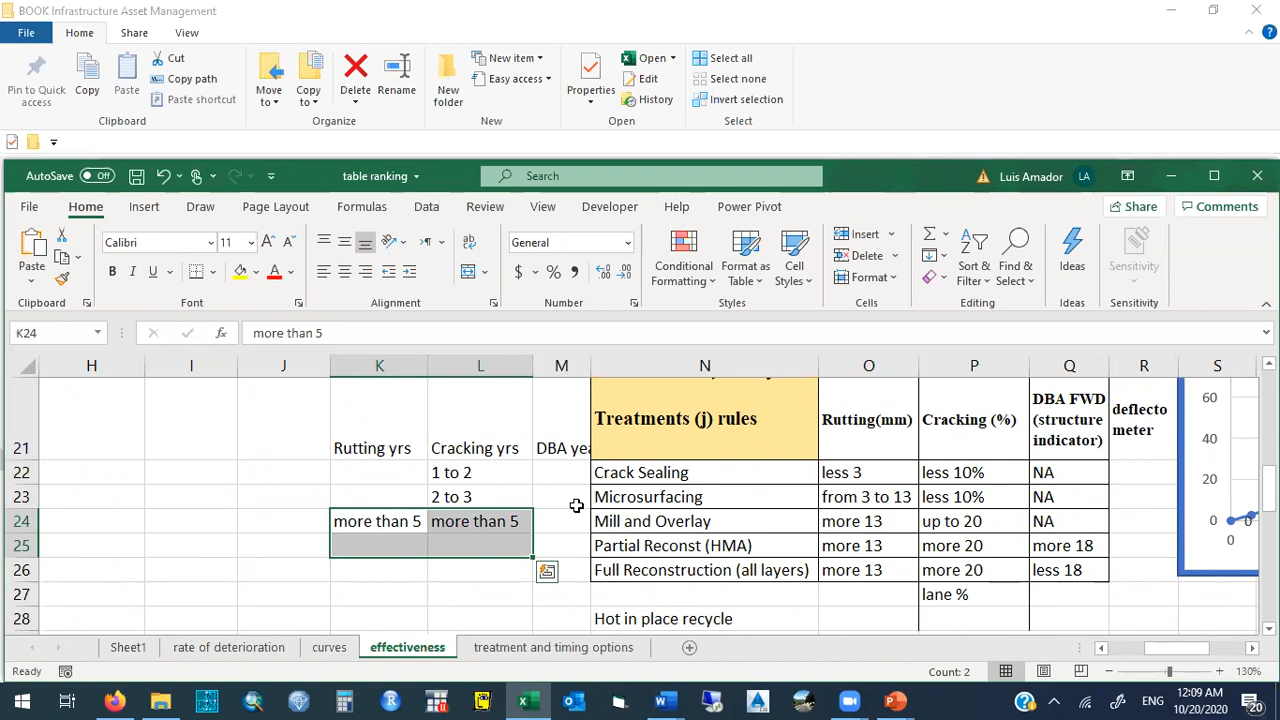 BOOK Infrastructure Asset Management
File Home Share View
Pin to Quick access
Copy
Paste
Cut
Copy path
Paste shortcut
Move to
Copy to
Delete
Rename
New folder
New item
Easy access
Properties
Open
Edit
History
Select all
Select none
Invert selection
Clipboard Organize New Open Select
AutoSave Off table ranking Search Luis Amador LA
File Home Insert Draw Page Layout Formulas Data Review View Developer Help Power Pivot Share Comments
Paste
Calibri 11
B I U
ab
General
$ % ,
Conditional Formatting
Format as Table
Cell Styles
Insert
Delete
Format
Sort & Filter
Find & Select
Ideas
Sensitivity
Clipboard Font Alignment Number Styles Cells Editing Ideas Sensitivity
K24 fx more than 5
H I J K L M N O P Q R S
21 Rutting yrs Cracking yrs DBA yea Treatments (j) rules Rutting(mm) Cracking (%) DBA FWD (structure indicator) deflecto meter
22 1 to 2 Crack Sealing less 3 less 10% NA
23 2 to 3 Microsurfacing from 3 to 13 less 10% NA
24 more than 5 more than 5 Mill and Overlay more 13 up to 20 NA
25 Partial Reconst (HMA) more 13 more 20 more 18
26 Full Reconstruction (all layers) more 13 more 20 less 18
27 lane %
28 Hot in place recycle
60
40
20
0 0
0
Sheet1 rate of deterioration curves effectiveness treatment and timing options
Ready Count: 2 130%
ENG 12:09 AM
10/20/2020 20